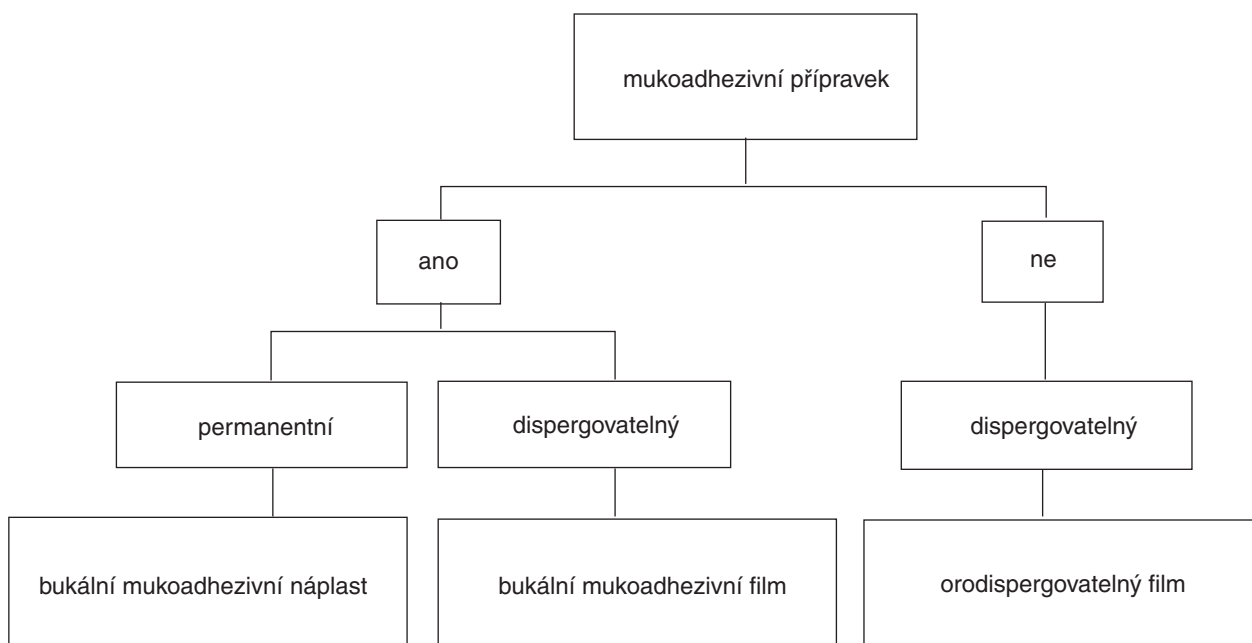 mukoadhezivní přípravek
ano
ne
permanentní
dispergovatelný
dispergovatelný
bukální mukoadhezivní náplast
bukální mukoadhezivní film
orodispergovatelný film